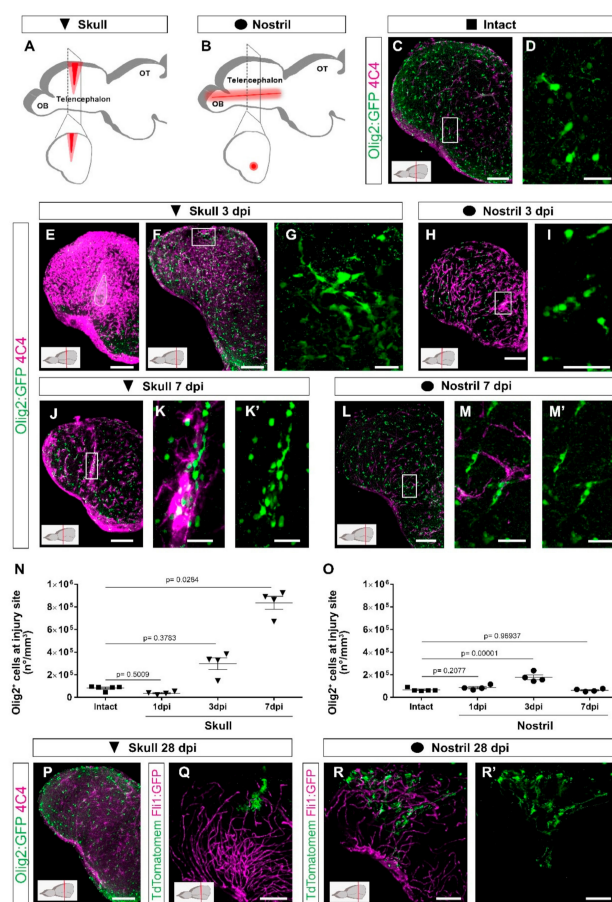 ▼ Skull
● Nostril
■ Intact
A
OT
Telencephalon
OB
B
OT
Telencephalon
OB
Olig2:GFP 4C4
C
D
▼ Skull 3 dpi
● Nostril 3 dpi
Olig2:GFP 4C4
E
F
G
H
I
▼ Skull 7 dpi
● Nostril 7 dpi
J
K
K'
L
M
M'
N
Olig2⁺ cells at injury site
(n°/mm³)
1×10⁶
8×10⁵
6×10⁵
4×10⁵
2×10⁵
0
p= 0.0284
p= 0.3783
p= 0.5009
Intact
1dpi
3dpi
7dpi
Skull
O
Olig2⁺ cells at injury site
(n°/mm³)
1×10⁶
8×10⁵
6×10⁵
4×10⁵
2×10⁵
0
p= 0.96937
p= 0.00001
p= 0.2077
Intact
1dpi
3dpi
7dpi
Nostril
▼ Skull 28 dpi
● Nostril 28 dpi
Olig2:GFP 4C4
P
TdTomatomem Fli1:GFP
Q
TdTomatomem Fli1:GFP
R
R'